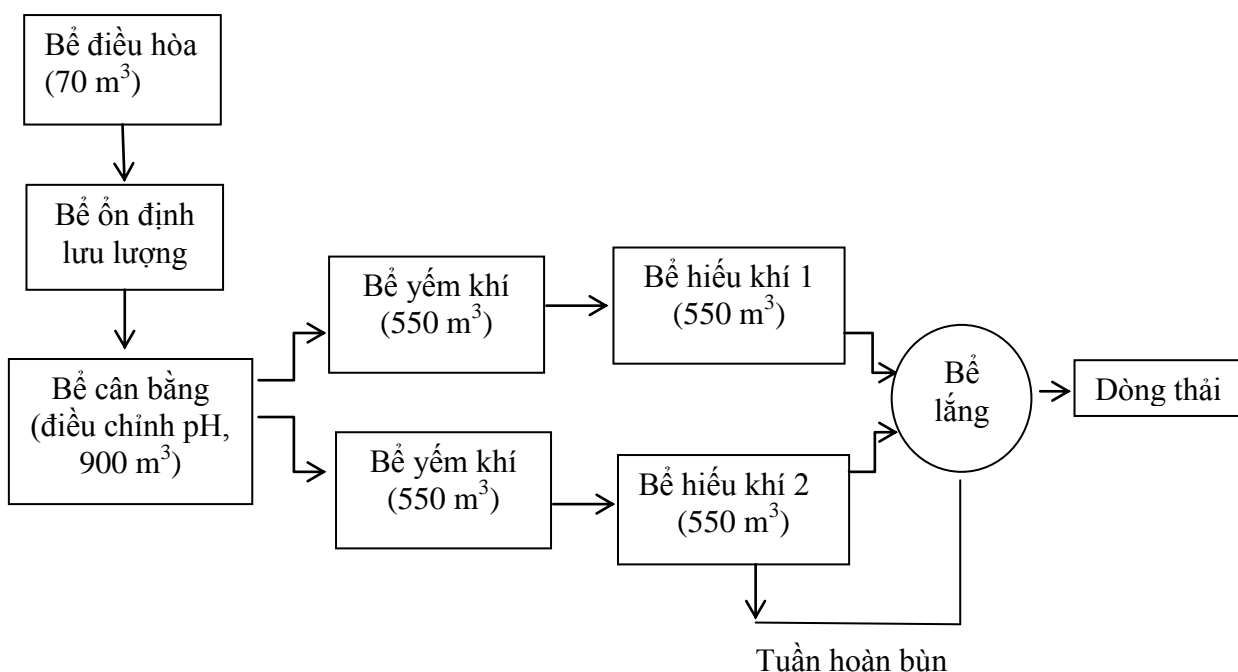 Bể điều hòa
(70 m³)
Bể ổn định
lưu lượng
Bể cân bằng
(điều chỉnh pH,
900 m³)
Bể yếm khí
(550 m³)
Bể hiếu khí 1
(550 m³)
Bể yếm khí
(550 m³)
Bể hiếu khí 2
(550 m³)
Bể
lắng
Dòng thải
Tuần hoàn bùn